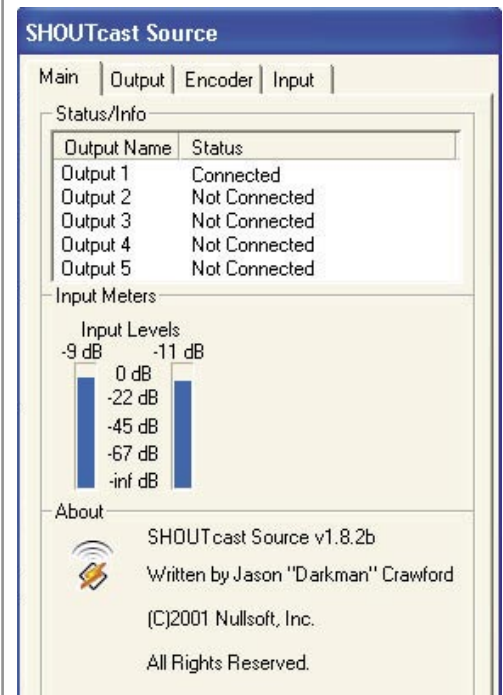 SHOUTcast Source
Main Output Encoder Input
Status/Info
Output Name Status
Output 1 Connected
Output 2 Not Connected
Output 3 Not Connected
Output 4 Not Connected
Output 5 Not Connected
Input Meters
Input Levels
-9 dB -11 dB
0 dB
-22 dB
-45 dB
-67 dB
-inf dB
About
SHOUTcast Source v1.8.2b
Written by Jason "Darkman" Crawford
(C)2001 Nullsoft, Inc.
All Rights Reserved.